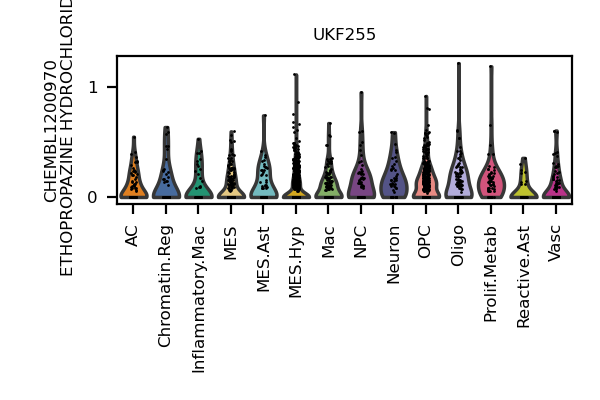 UKF255
CHEMBL1200970
ETHOPROPAZINE HYDROCHLORID
1
0
AC
Chromatin.Reg
Inflammatory.Mac
MES
MES.Ast
MES.Hyp
Mac
NPC
Neuron
OPC
Oligo
Prolif.Metab
Reactive.Ast
Vasc